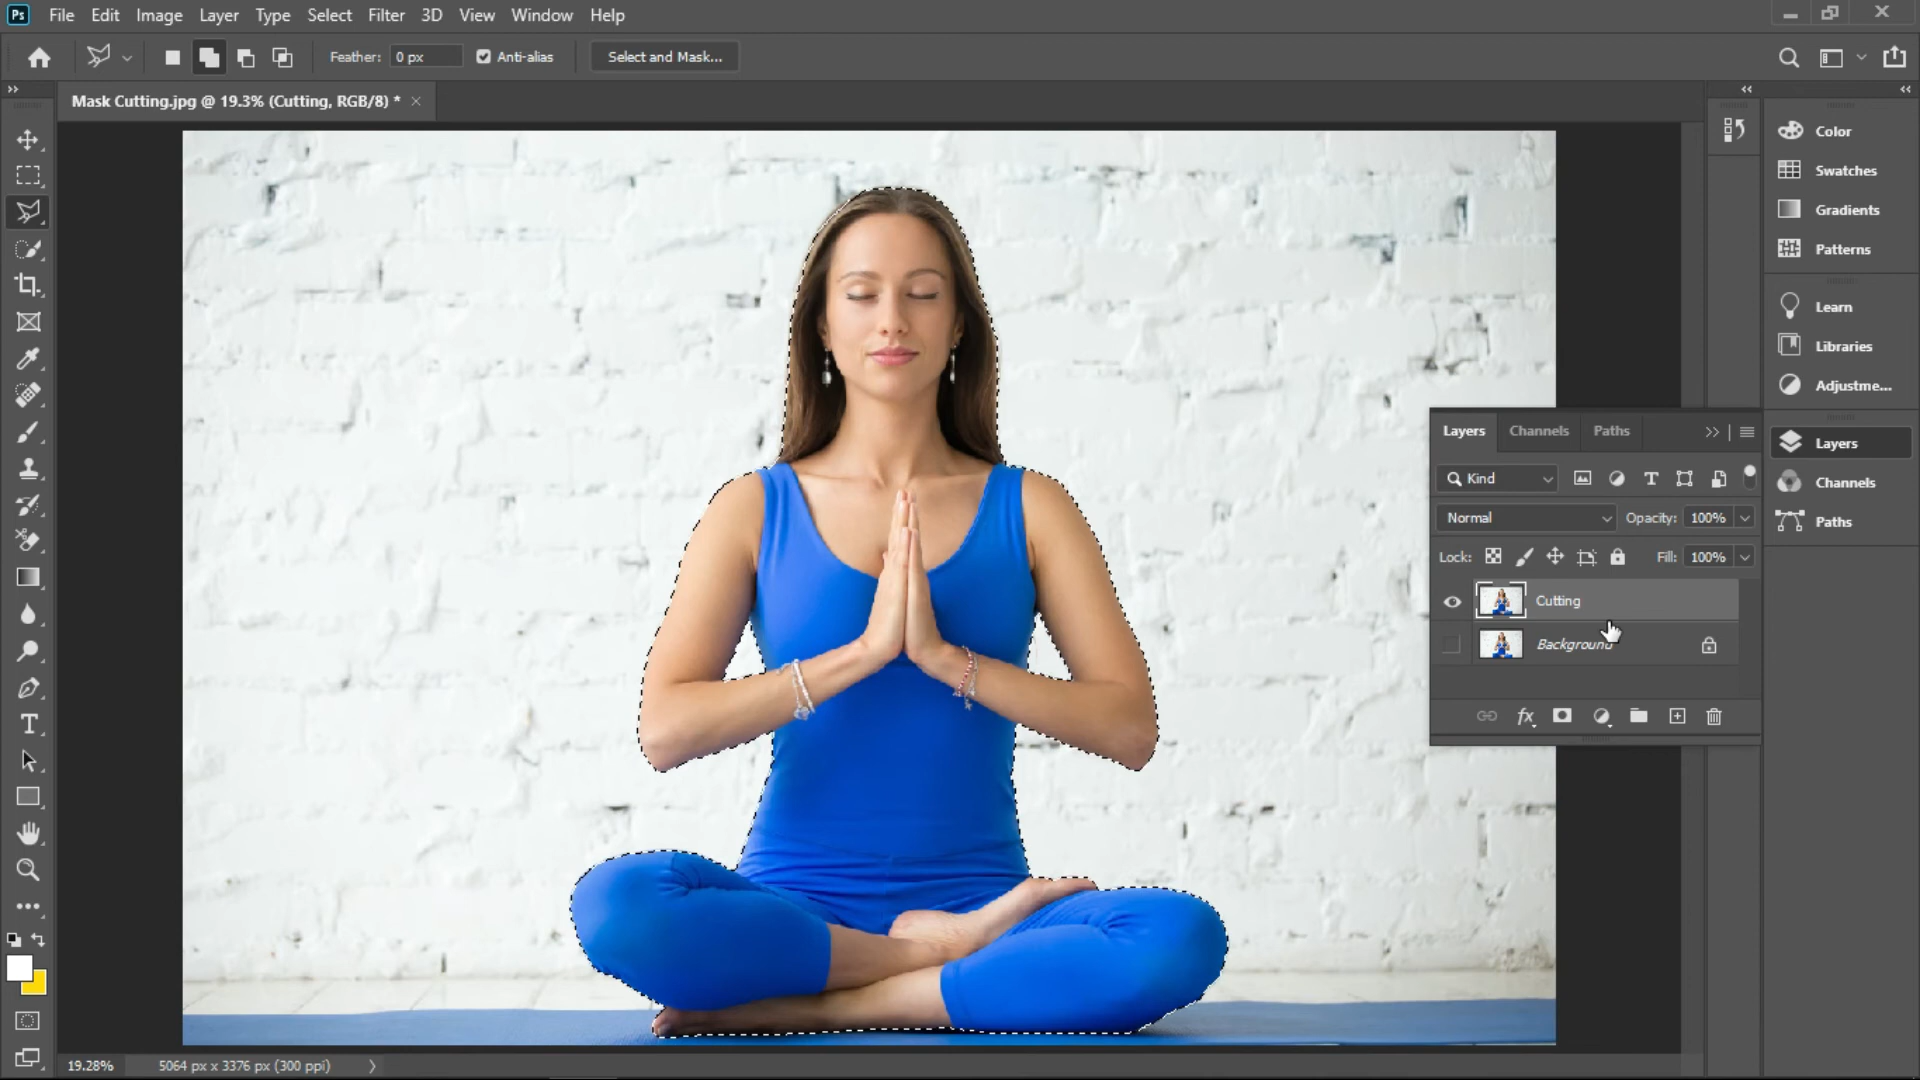 Ps File Edit Image Layer Type Select Filter 3D View Window Help
Feather: 0 px Anti-alias Select and Mask...
Mask Cutting.jpg @ 19.3% (Cutting, RGB/8) *
Color
Swatches
Gradients
Patterns
Learn
Libraries
Adjustme...
Layers
Channels
Paths
Layers Channels Paths
Kind
Normal Opacity: 100%
Lock: Fill: 100%
Cutting
Background
fx
19.28% 5064 px x 3376 px (300 ppi)